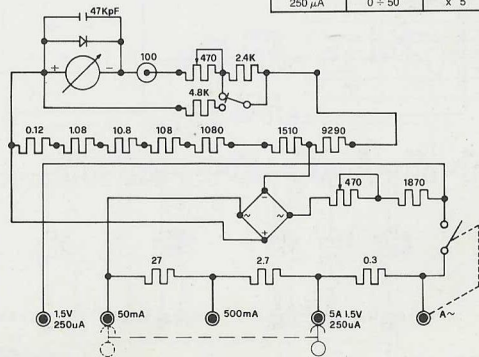 250 µA 0 ÷ 50 x 5
47KpF
+ -
100
470
2.4K
4.8K
0.12 1.08 10.8 108 1080 1510 9290
-
~ ~
+
470 1870
27 2.7 0.3
1.5V 50mA 500mA 5A 1.5V A~
250uA 250uA